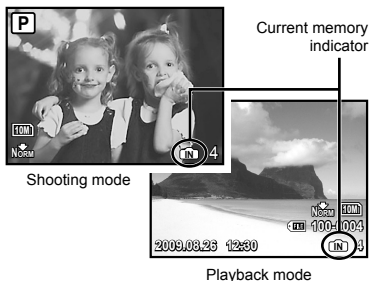 P
Current memory
indicator
10M
NORM
IN 4
Shooting mode
NORM 10M
FILE 100-0004
2009.08.26 12:30 IN 4
Playback mode